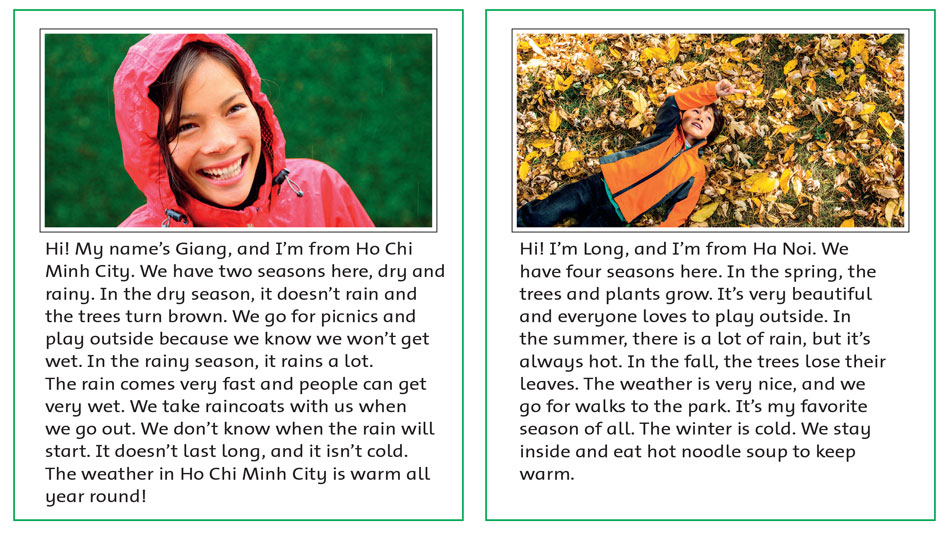 Hi! My name's Giang, and I'm from Ho Chi
Minh City. We have two seasons here, dry and
rainy. In the dry season, it doesn't rain and
the trees turn brown. We go for picnics and
play outside because we know we won't get
wet. In the rainy season, it rains a lot.
The rain comes very fast and people can get
very wet. We take raincoats with us when
we go out. We don't know when the rain will
start. It doesn't last long, and it isn't cold.
The weather in Ho Chi Minh City is warm all
year round!
Hi! I'm Long, and I'm from Ha Noi. We
have four seasons here. In the spring, the
trees and plants grow. It's very beautiful
and everyone loves to play outside. In
the summer, there is a lot of rain, but it's
always hot. In the fall, the trees lose their
leaves. The weather is very nice, and we
go for walks to the park. It's my favorite
season of all. The winter is cold. We stay
inside and eat hot noodle soup to keep
warm.